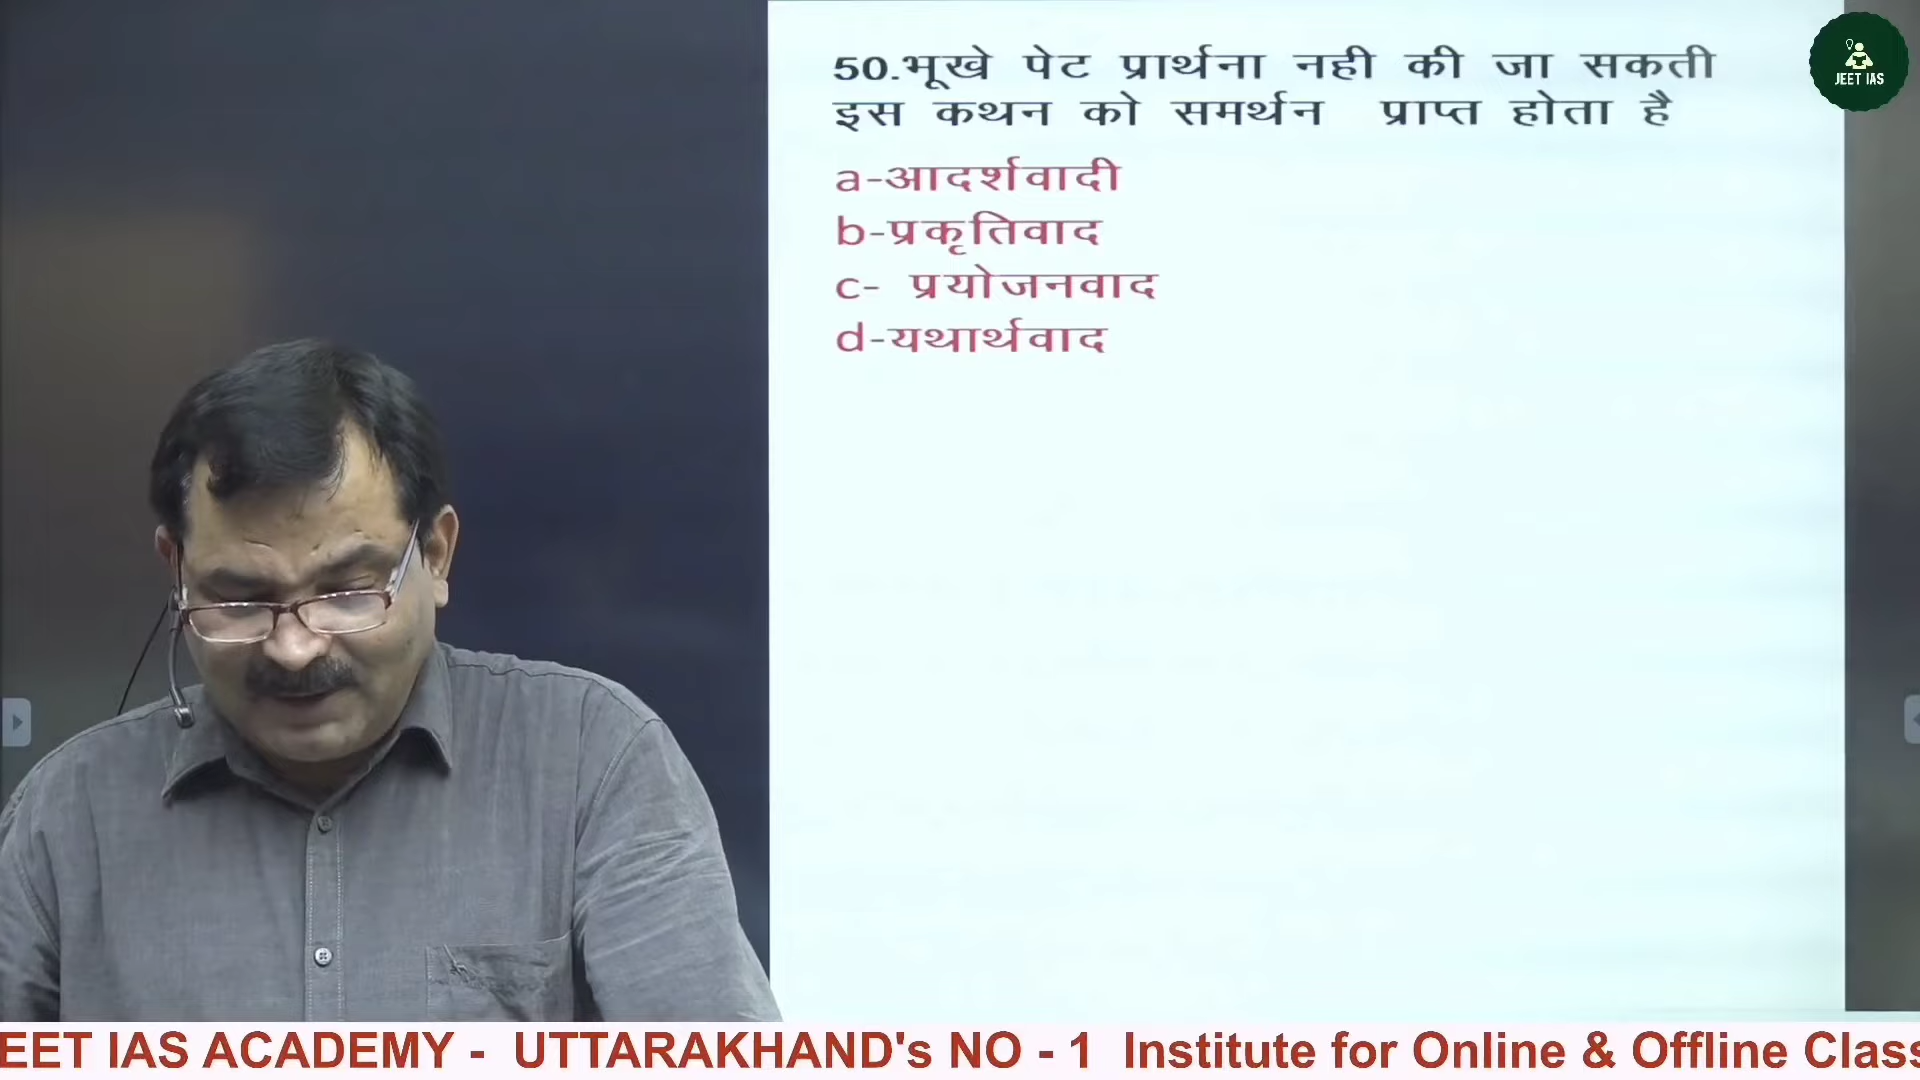 50.भूखे पेट प्रार्थना नही की जा सकती
इस कथन को समर्थन प्राप्त होता है
a-आदर्शवादी
b-प्रकृतिवाद
c- प्रयोजनवाद
d-यथार्थवाद
JEET IAS
EET IAS ACADEMY - UTTARAKHAND's NO - 1 Institute for Online & Offline Class